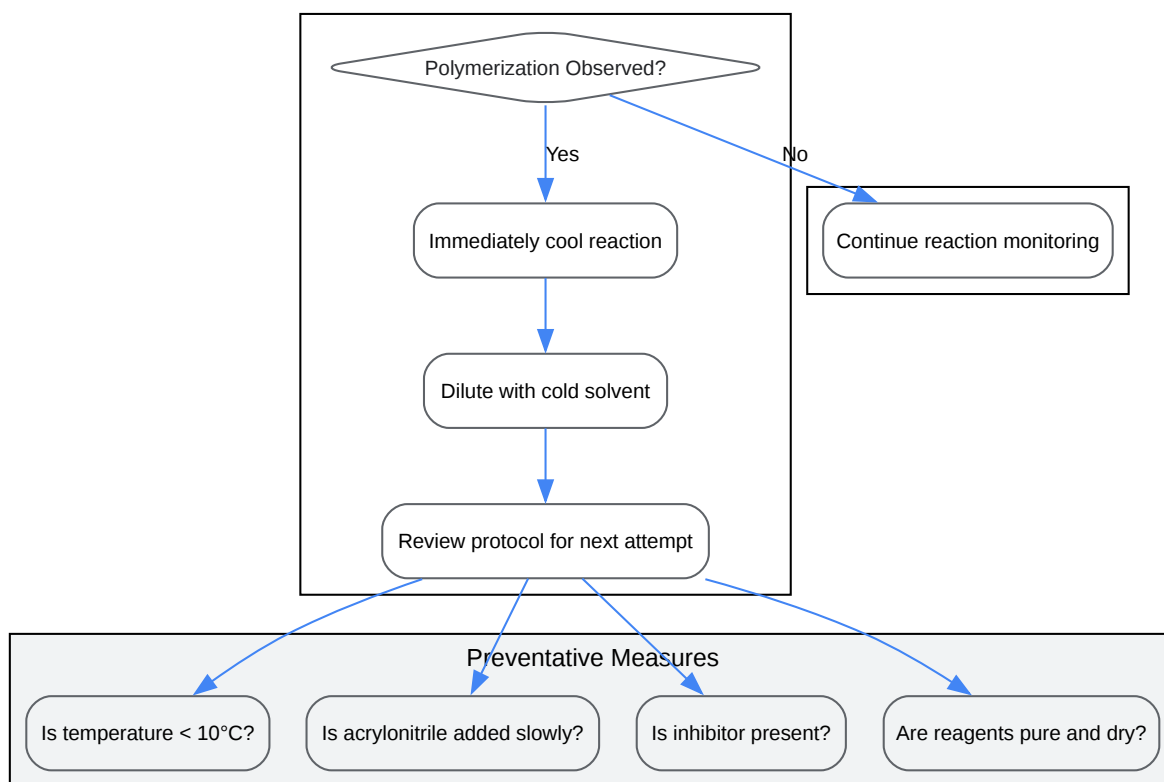 Polymerization Observed?
Yes
No
Immediately cool reaction
Continue reaction monitoring
Dilute with cold solvent
Review protocol for next attempt
Preventative Measures
Is temperature < 10°C?
Is acrylonitrile added slowly?
Is inhibitor present?
Are reagents pure and dry?